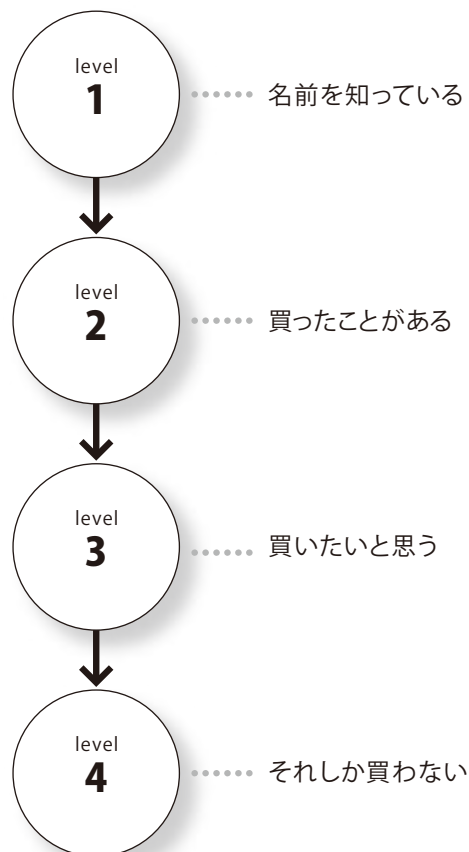 level
1
名前を知っている
level
2
買ったことがある
level
3
買いたいと思う
level
4
それしか買わない